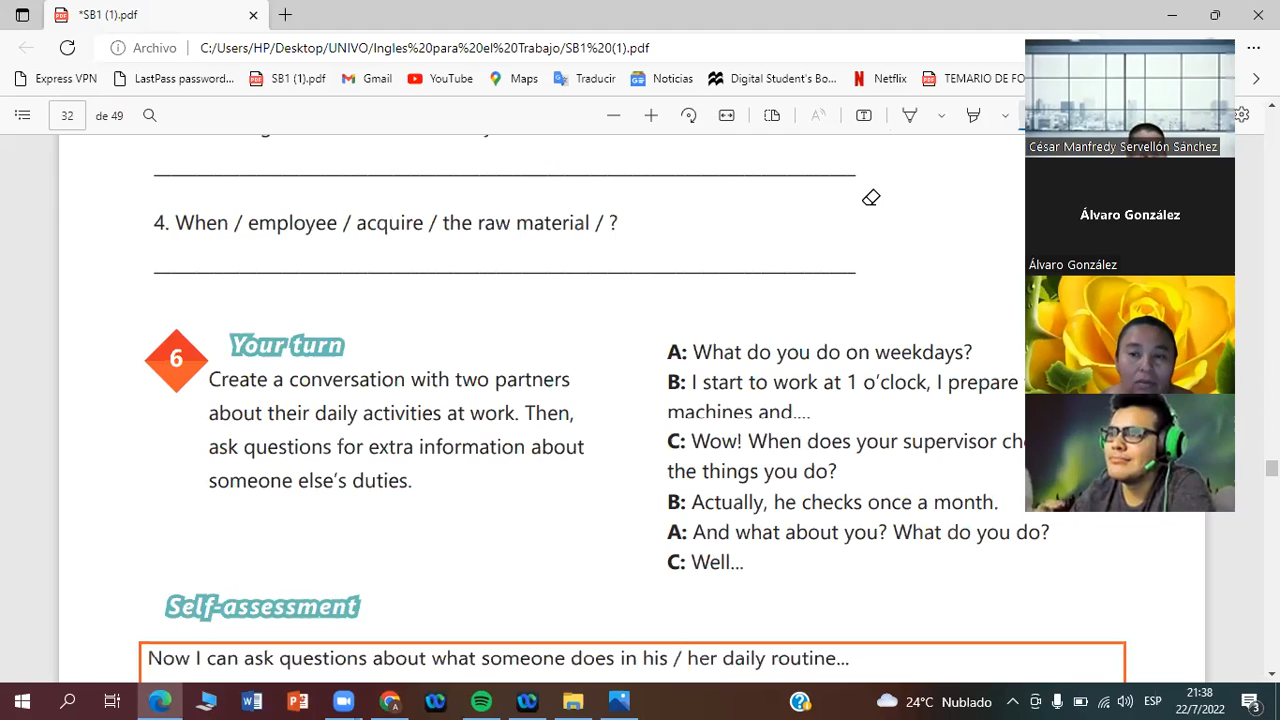 *SB1 (1).pdf
Archivo
C:/Users/HP/Desktop/UNIVO/Ingles%20para%20el%20Trabajo/SB1%20(1).pdf
Express VPN
LastPass password...
SB1 (1).pdf
Gmail
YouTube
Maps
Traducir
Noticias
Digital Student's Bo...
Netflix
TEMARIO DE FO
32 de 49
César Manfredy Servellón Sánchez
Álvaro González
Álvaro González
4. When / employee / acquire / the raw material / ?
6
Your turn
Create a conversation with two partners
about their daily activities at work. Then,
ask questions for extra information about
someone else's duties.
A: What do you do on weekdays?
B: I start to work at 1 o'clock, I prepare
machines and....
C: Wow! When does your supervisor che
the things you do?
B: Actually, he checks once a month.
A: And what about you? What do you do?
C: Well...
Self-assessment
Now I can ask questions about what someone does in his / her daily routine...
24°C Nublado
ESP
21:38
22/7/2022
3